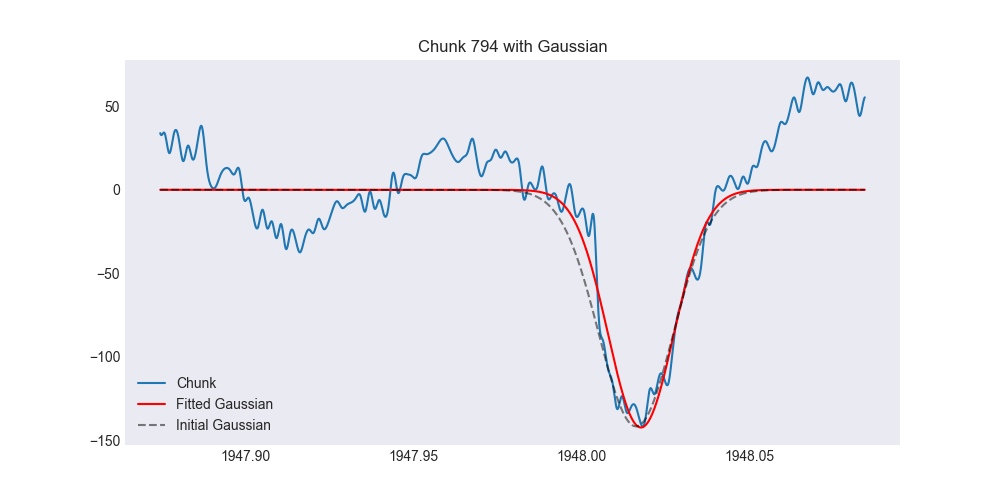 Chunk 794 with Gaussian
50
0
−50
−100
−150
Chunk
Fitted Gaussian
Initial Gaussian
1947.90 1947.95 1948.00 1948.05